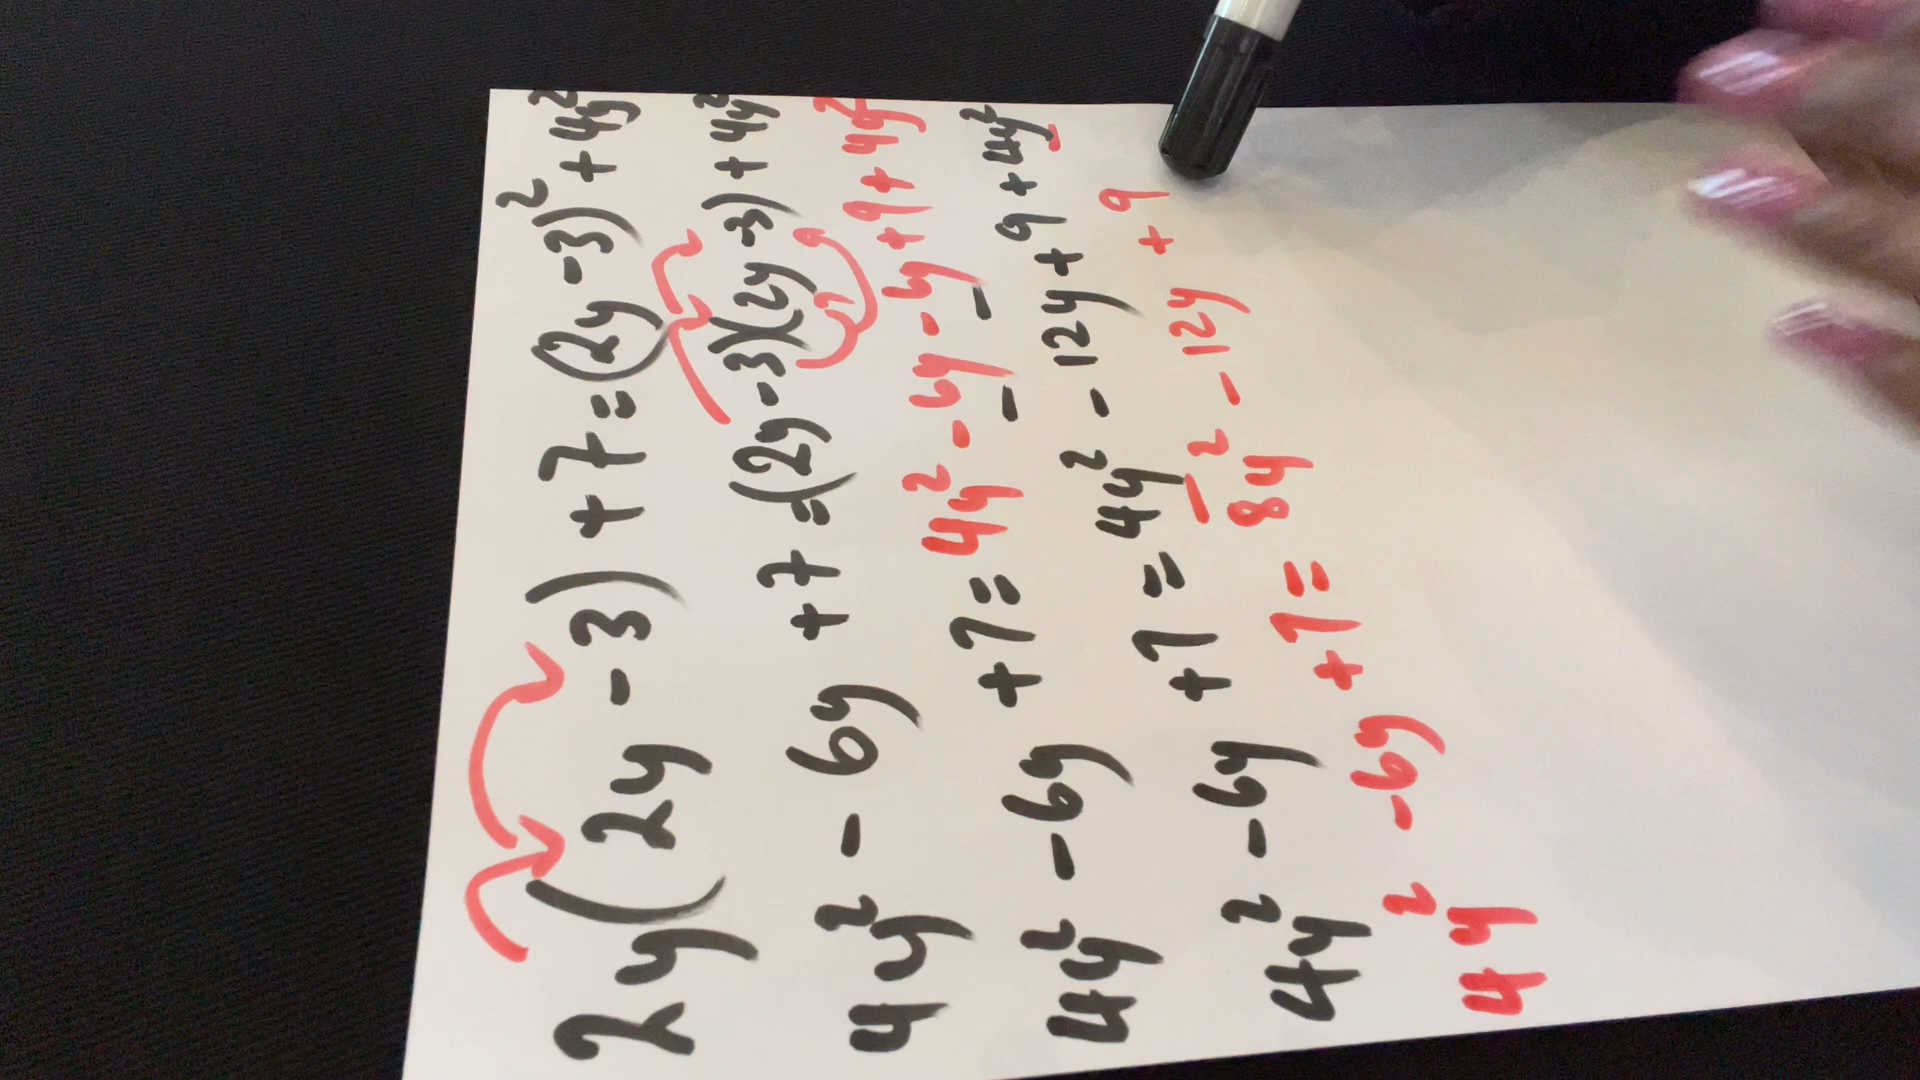 2y(2y - 3) + 7 = (2y - 3)² + 4y²
4y² - 6y + 7 = (2y - 3)(2y - 3) + 4y²
4y² - 6y + 7 = 4y² - 6y - 6y + 9 + 4y²
4y² - 6y + 7 = 4y² - 12y + 9 + 4y²
4y² - 6y + 7 = 8y² - 12y + 9